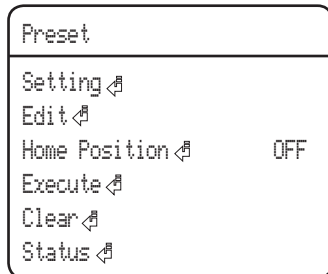 Preset
Setting
Edit
Home Position OFF
Execute
Clear
Status